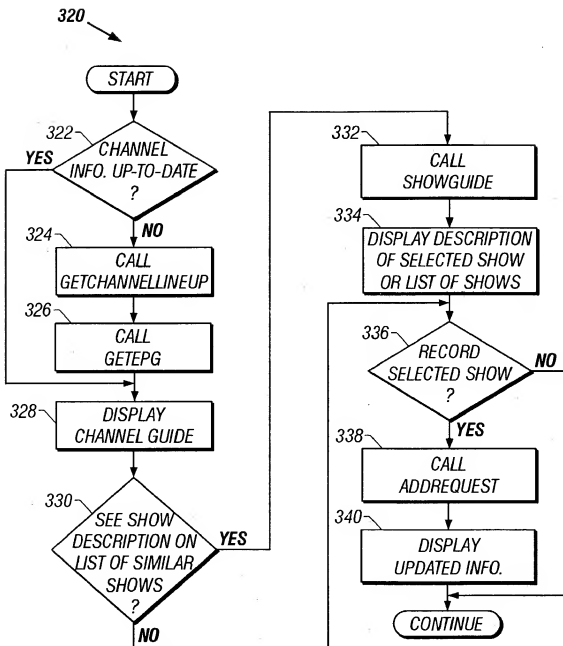 320
START
322
CHANNEL
INFO. UP-TO-DATE
?
YES
NO
324
CALL
GETCHANNELLINEUP
326
CALL
GETEPG
328
DISPLAY
CHANNEL GUIDE
330
SEE SHOW
DESCRIPTION ON
LIST OF SIMILAR
SHOWS
?
YES
NO
332
CALL
SHOWGUIDE
334
DISPLAY DESCRIPTION
OF SELECTED SHOW
OR LIST OF SHOWS
336
RECORD
SELECTED SHOW
?
NO
YES
338
CALL
ADDREQUEST
340
DISPLAY
UPDATED INFO.
CONTINUE